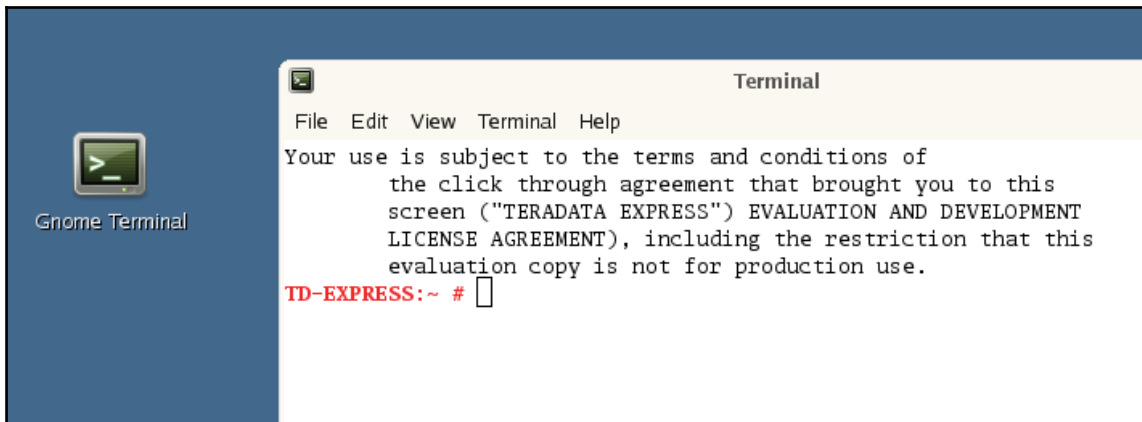 Terminal
File Edit View Terminal Help
Your use is subject to the terms and conditions of
the click through agreement that brought you to this
screen ("TERADATA EXPRESS") EVALUATION AND DEVELOPMENT
LICENSE AGREEMENT), including the restriction that this
evaluation copy is not for production use.
TD-EXPRESS:~ #
>_
Gnome Terminal